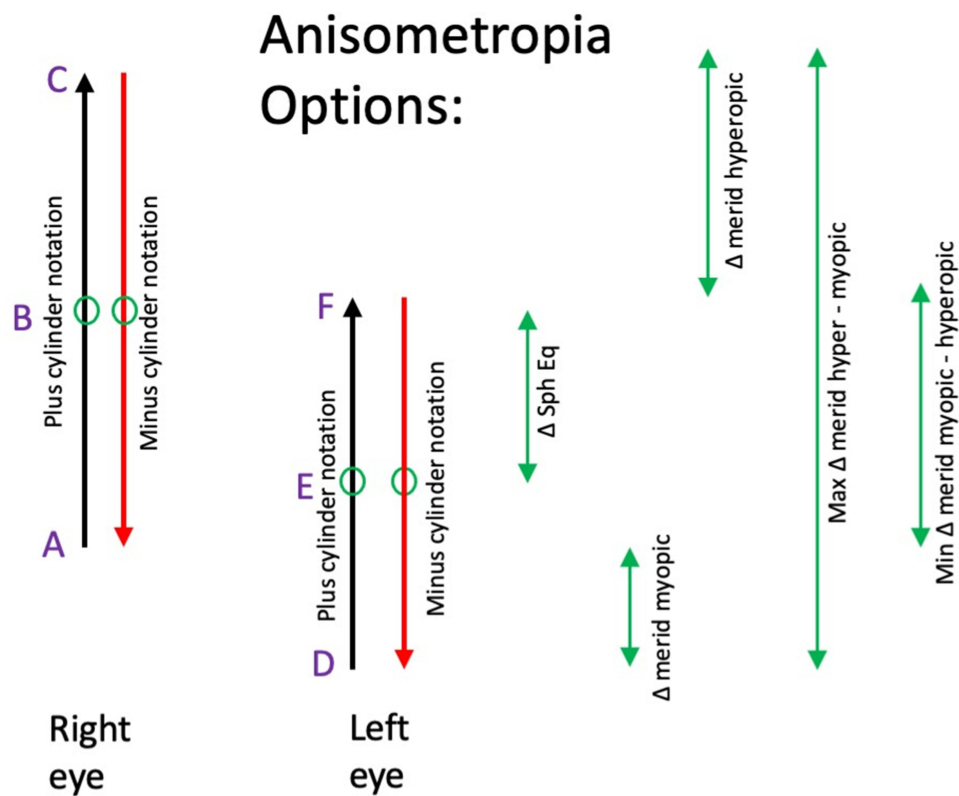 Anisometropia
Options:
C
B
A
Plus cylinder notation
Minus cylinder notation
F
E
D
Plus cylinder notation
Minus cylinder notation
Δ Sph Eq
Δ merid myopic
Δ merid hyperopic
Max Δ merid hyper - myopic
Min Δ merid myopic - hyperopic
Right
eye
Left
eye